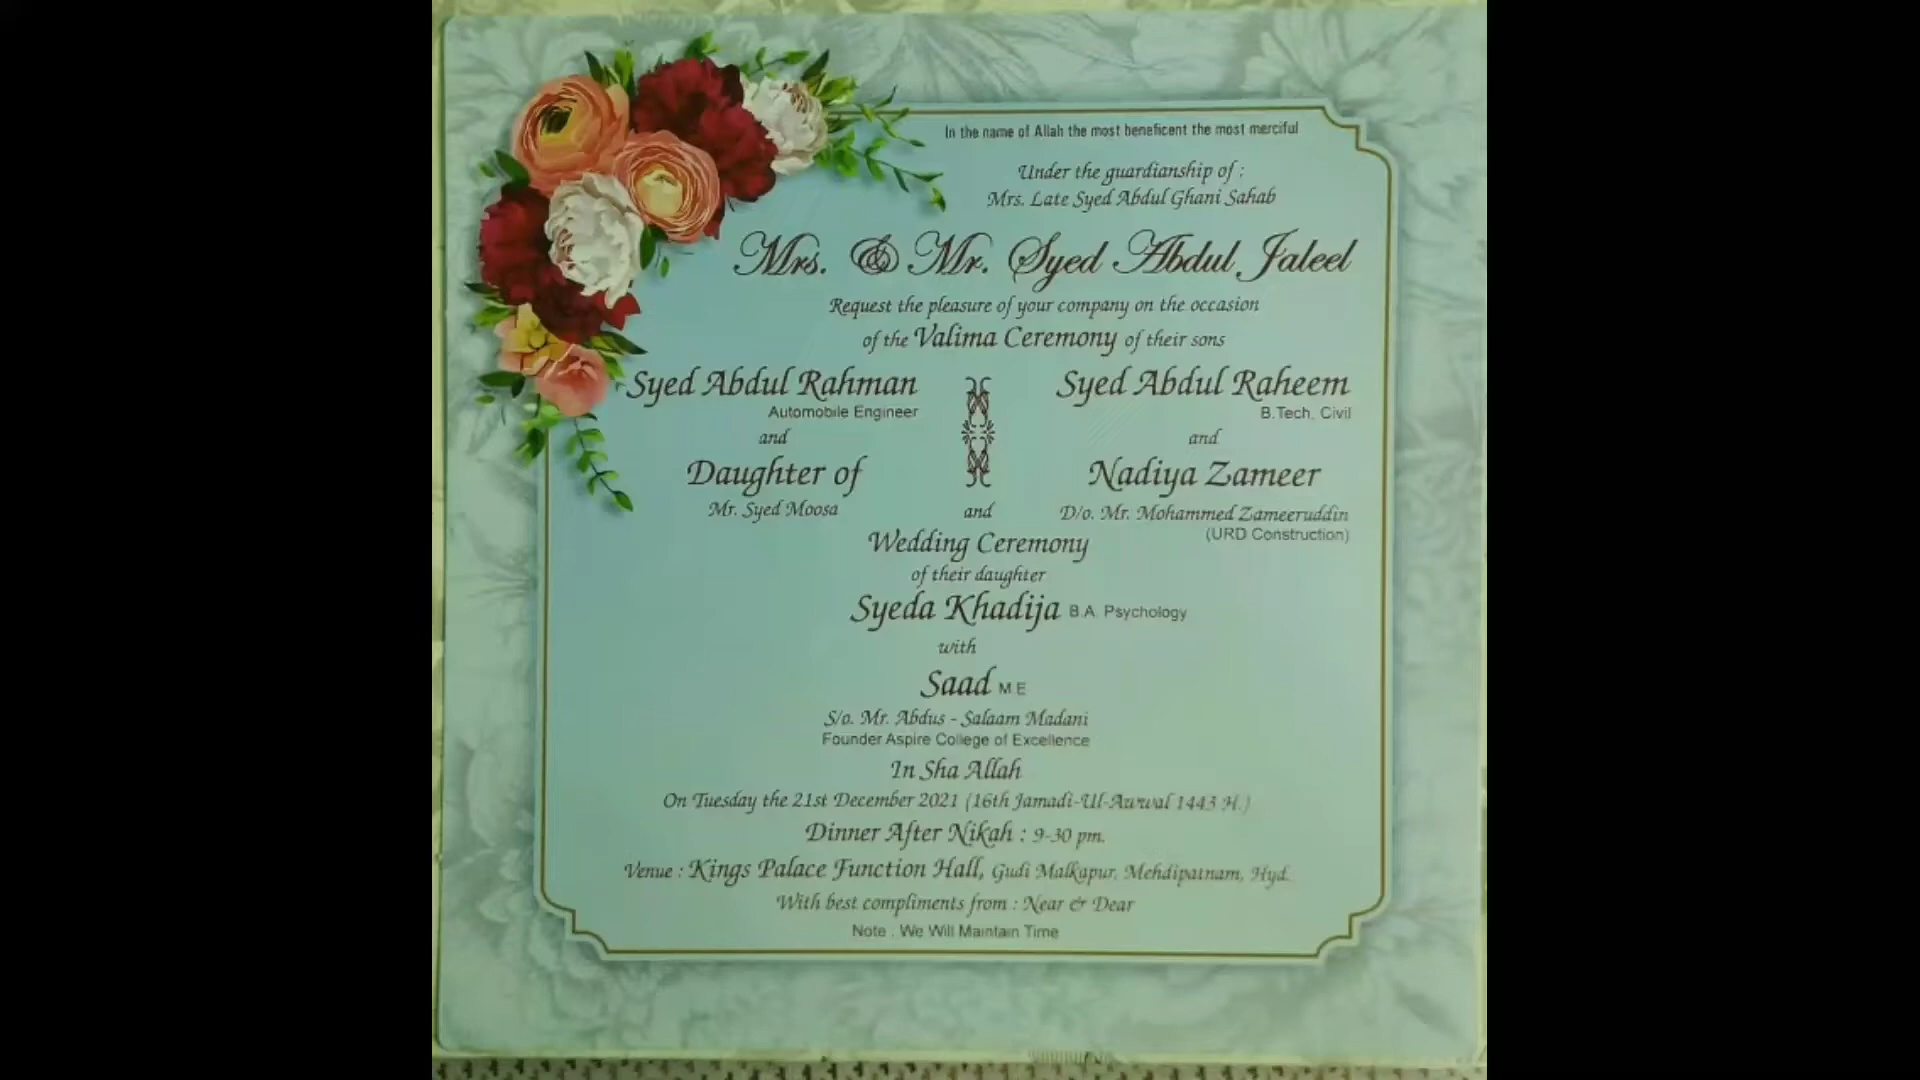 In the name of Allah the most beneficent the most merciful
Under the guardianship of :
Mrs. Late Syed Abdul Ghani Sahab
Mrs. & Mr. Syed Abdul Jaleel
Request the pleasure of your company on the occasion
of the Valima Ceremony of their sons
Syed Abdul Rahman
Automobile Engineer
and
Daughter of
Mr. Syed Moosa
Syed Abdul Raheem
B.Tech, Civil
and
Nadiya Zameer
D/o. Mr. Mohammed Zameeruddin
(URD Construction)
and
Wedding Ceremony
of their daughter
Syeda Khadija B.A. Psychology
with
Saad M E
S/o. Mr. Abdus - Salaam Madani
Founder Aspire College of Excellence
In Sha Allah
On Tuesday the 21st December 2021 (16th Jamadi-Ul-Awwal 1443 H.)
Dinner After Nikah : 9-30 pm.
Venue : Kings Palace Function Hall, Gudi Malkapur, Mehdipatnam, Hyd.
With best compliments from : Near & Dear
Note : We Will Maintain Time